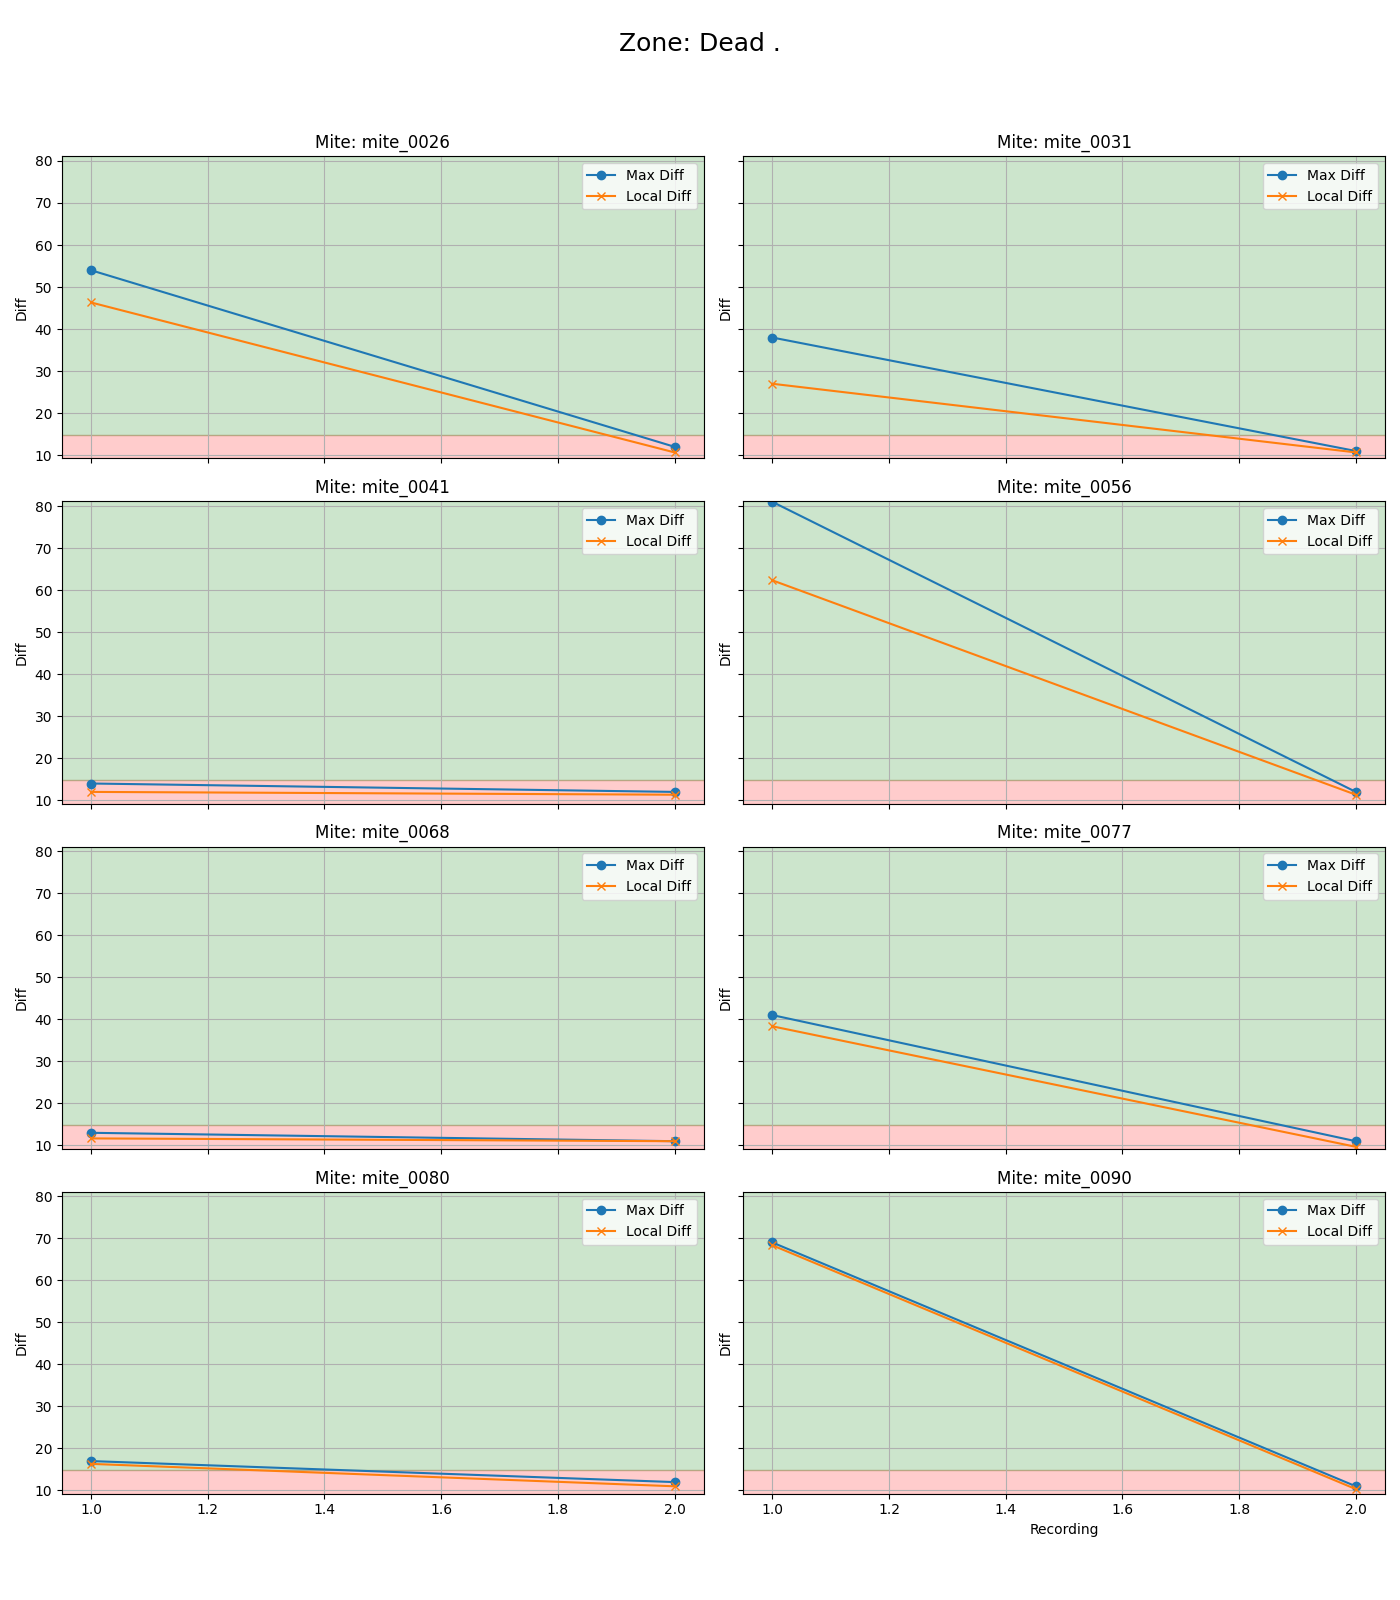 Zone: Dead .
Mite: mite_0026
80
70
60
50
40
30
20
10
Diff
Max Diff
Local Diff
Mite: mite_0031
Diff
Max Diff
Local Diff
Mite: mite_0041
80
70
60
50
40
30
20
10
Diff
Max Diff
Local Diff
Mite: mite_0056
Diff
Max Diff
Local Diff
Mite: mite_0068
80
70
60
50
40
30
20
10
Diff
Max Diff
Local Diff
Mite: mite_0077
Diff
Max Diff
Local Diff
Mite: mite_0080
80
70
60
50
40
30
20
10
Diff
Max Diff
Local Diff
1.0 1.2 1.4 1.6 1.8 2.0
Mite: mite_0090
Diff
Max Diff
Local Diff
1.0 1.2 1.4 1.6 1.8 2.0
Recording